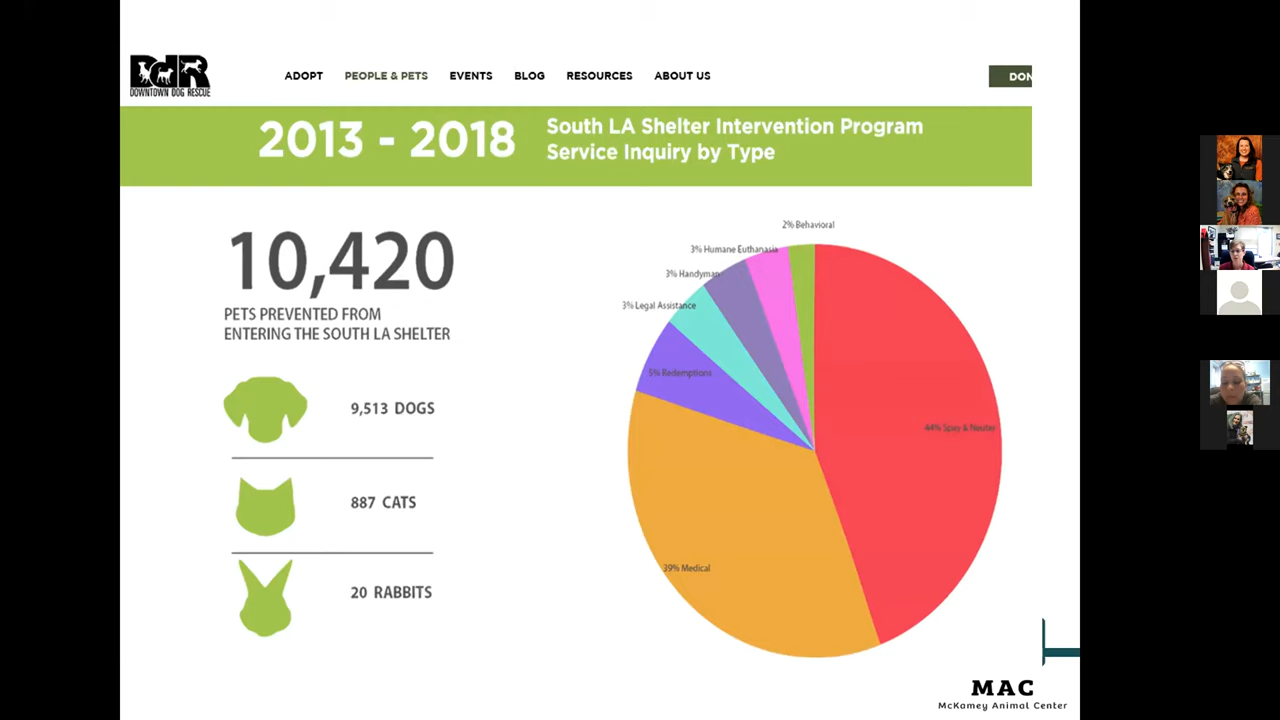 DDR
DOWNTOWN DOG RESCUE
ADOPT PEOPLE & PETS EVENTS BLOG RESOURCES ABOUT US
DON
2013 - 2018
South LA Shelter Intervention Program
Service Inquiry by Type
10,420
PETS PREVENTED FROM
ENTERING THE SOUTH LA SHELTER
9,513 DOGS
887 CATS
20 RABBITS
2% Behavioral
3% Humane Euthanasia
3% Handyman
3% Legal Assistance
5% Redemptions
44% Spay & Neuter
39% Medical
MAC
McKamey Animal Center